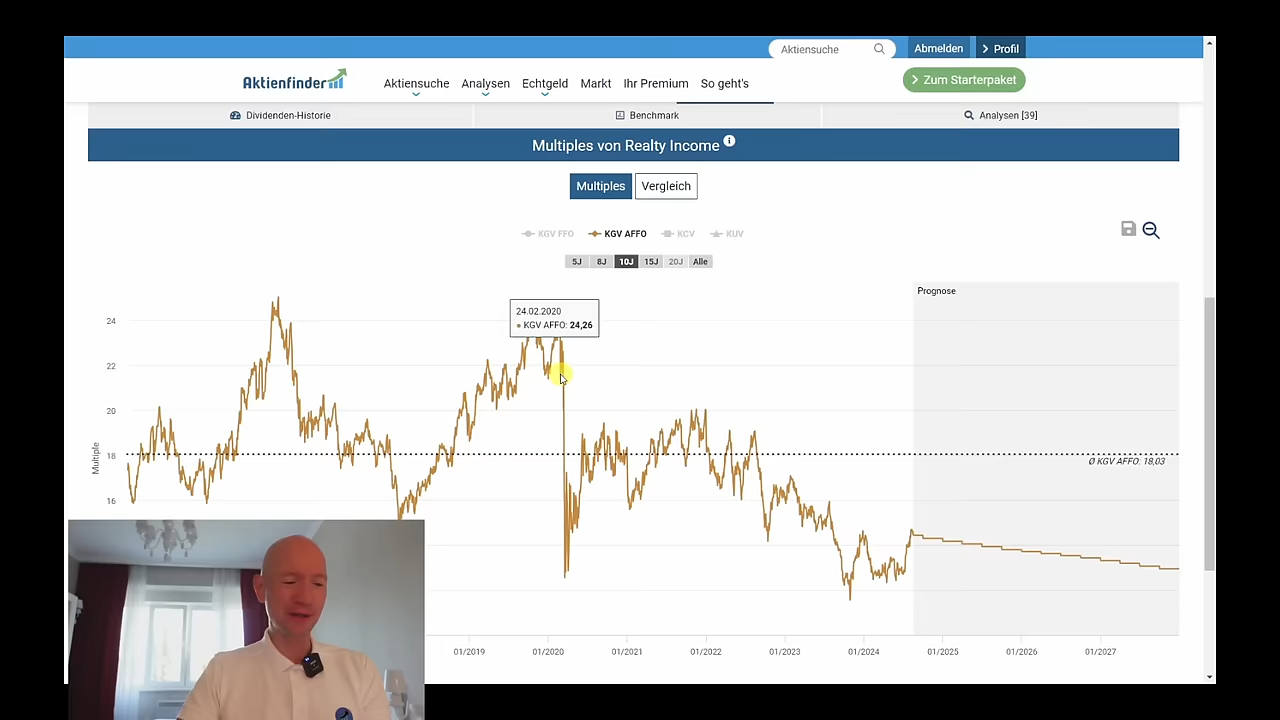 Aktiensuche
Abmelden
Profil
Aktienfinder
Aktiensuche
Analysen
Echtgeld
Markt
Ihr Premium
So geht's
Zum Starterpaket
Dividenden-Historie
Benchmark
Analysen [39]
Multiples von Realty Income
Multiples
Vergleich
KGV FFO
KGV AFFO
KCV
KUV
5J
8J
10J
15J
20J
Alle
Prognose
24.02.2020
KGV AFFO: 24,26
24
22
20
18
16
Multiple
Ø KGV AFFO: 18,03
01/2019
01/2020
01/2021
01/2022
01/2023
01/2024
01/2025
01/2026
01/2027